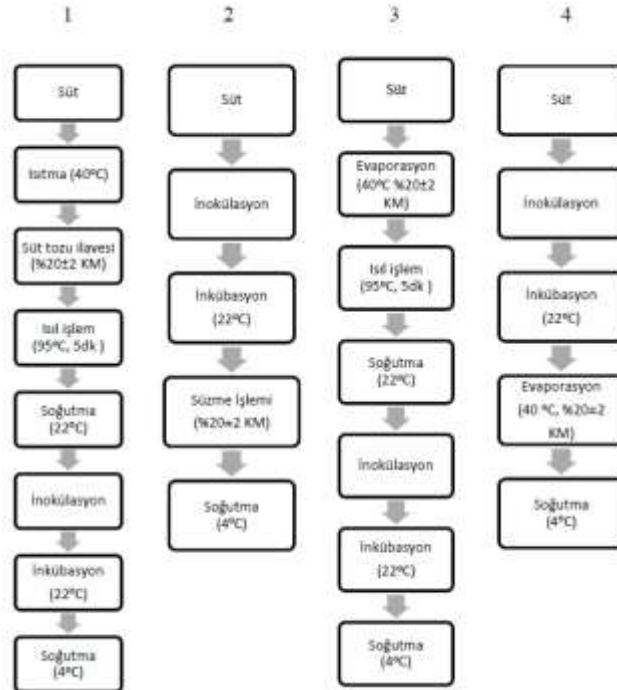 1
Süt
Isıtma (40ºC)
Süt tozu ilavesi
(%20±2 KM)
Isıl işlem
(95ºC, 5dk )
Soğutma
(22ºC)
İnokülasyon
İnkübasyon
(22ºC)
Soğutma
(4ºC)
2
Süt
İnokülasyon
İnkübasyon
(22ºC)
Süzme İşlemi
(%20±2 KM)
Soğutma
(4ºC)
3
Süt
Evaporasyon
(40ºC %20±2
KM)
Isıl işlem
(95ºC, 5dk )
Soğutma
(22ºC)
İnokülasyon
İnkübasyon
(22ºC)
Soğutma
(4ºC)
4
Süt
İnokülasyon
İnkübasyon
(22ºC)
Evaporasyon
(40 ºC, %20±2
KM)
Soğutma
(4ºC)